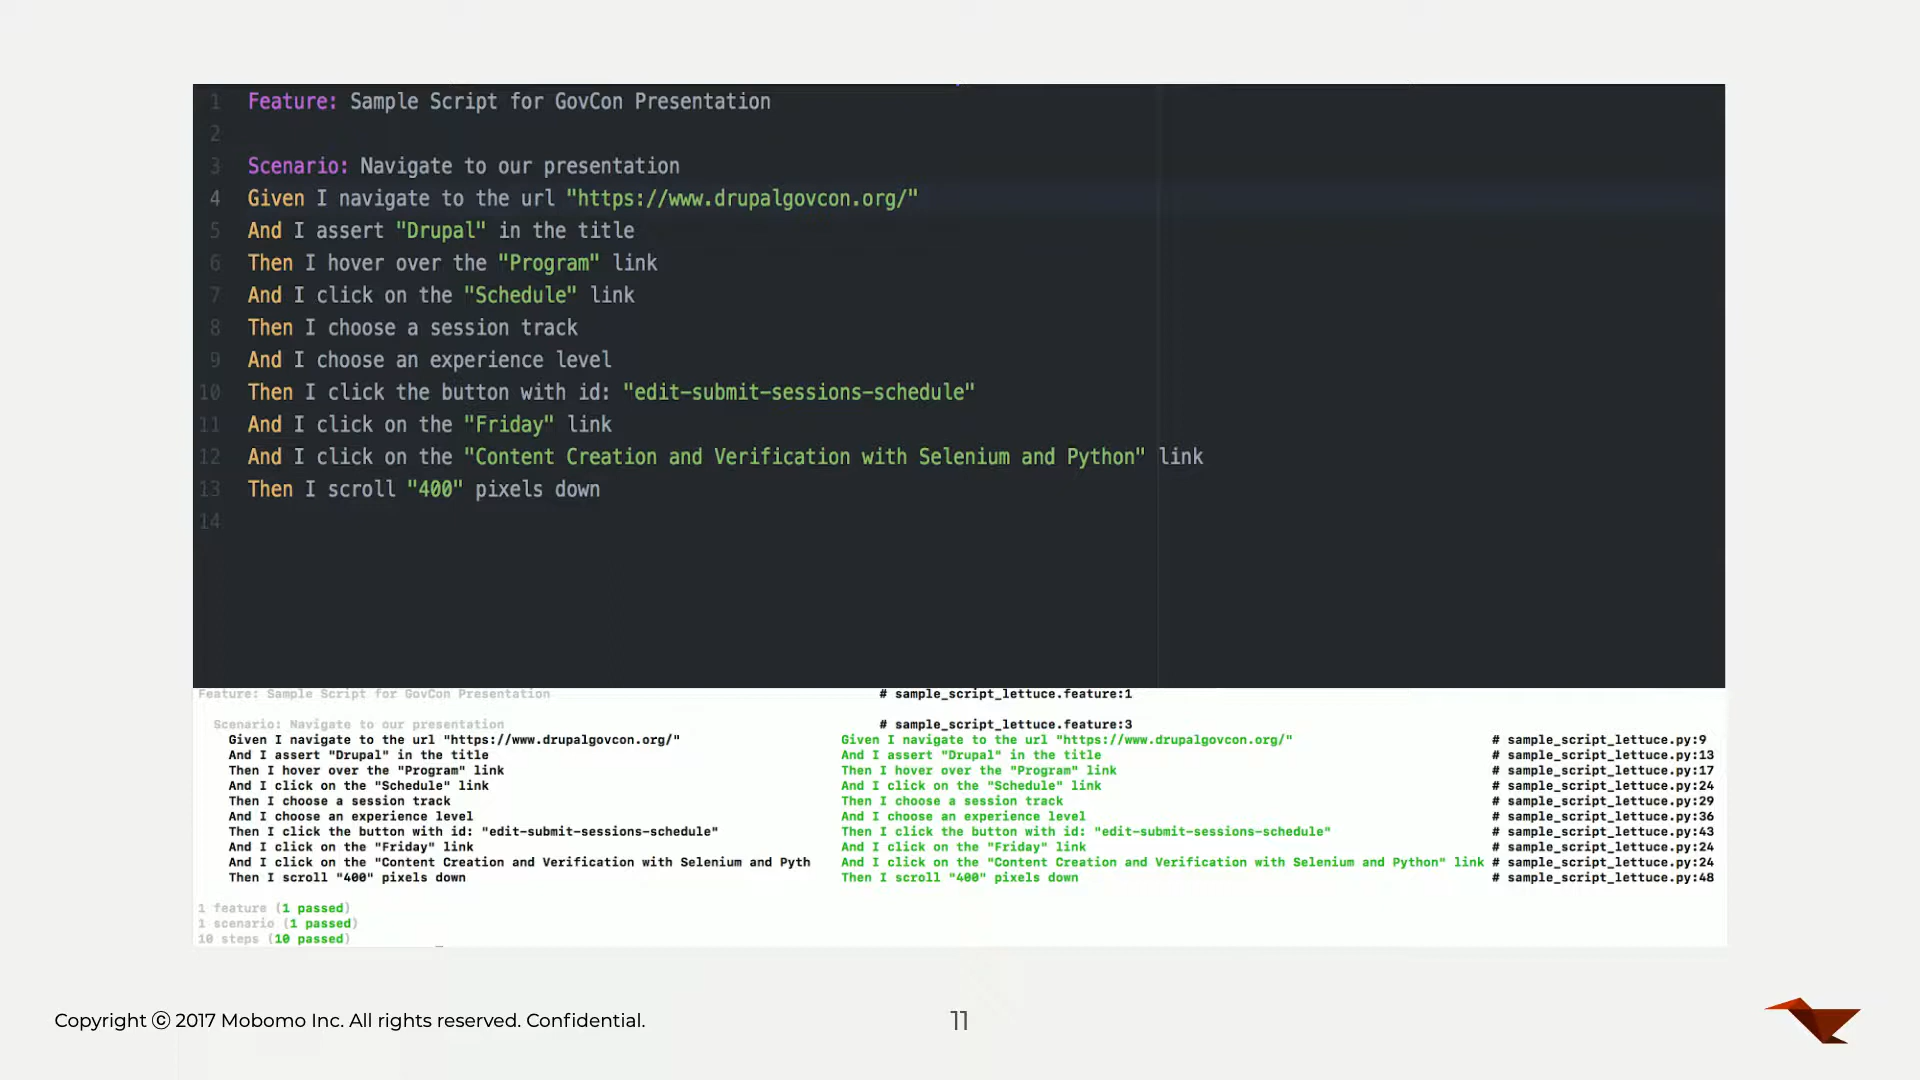 1 Feature: Sample Script for GovCon Presentation
2
3 Scenario: Navigate to our presentation
4 Given I navigate to the url "https://www.drupalgovcon.org/"
5 And I assert "Drupal" in the title
6 Then I hover over the "Program" link
7 And I click on the "Schedule" link
8 Then I choose a session track
9 And I choose an experience level
10 Then I click the button with id: "edit-submit-sessions-schedule"
11 And I click on the "Friday" link
12 And I click on the "Content Creation and Verification with Selenium and Python" link
13 Then I scroll "400" pixels down
14
Feature: Sample Script for GovCon Presentation # sample_script_lettuce.feature:1
Scenario: Navigate to our presentation # sample_script_lettuce.feature:3
Given I navigate to the url "https://www.drupalgovcon.org/" Given I navigate to the url "https://www.drupalgovcon.org/" # sample_script_lettuce.py:9
And I assert "Drupal" in the title And I assert "Drupal" in the title # sample_script_lettuce.py:13
Then I hover over the "Program" link Then I hover over the "Program" link # sample_script_lettuce.py:17
And I click on the "Schedule" link And I click on the "Schedule" link # sample_script_lettuce.py:24
Then I choose a session track Then I choose a session track # sample_script_lettuce.py:29
And I choose an experience level And I choose an experience level # sample_script_lettuce.py:36
Then I click the button with id: "edit-submit-sessions-schedule" Then I click the button with id: "edit-submit-sessions-schedule" # sample_script_lettuce.py:43
And I click on the "Friday" link And I click on the "Friday" link # sample_script_lettuce.py:24
And I click on the "Content Creation and Verification with Selenium and Pyth And I click on the "Content Creation and Verification with Selenium and Python" link # sample_script_lettuce.py:24
Then I scroll "400" pixels down Then I scroll "400" pixels down # sample_script_lettuce.py:48
1 feature (1 passed)
1 scenario (1 passed)
10 steps (10 passed)
Copyright ⓒ 2017 Mobomo Inc. All rights reserved. Confidential.
11